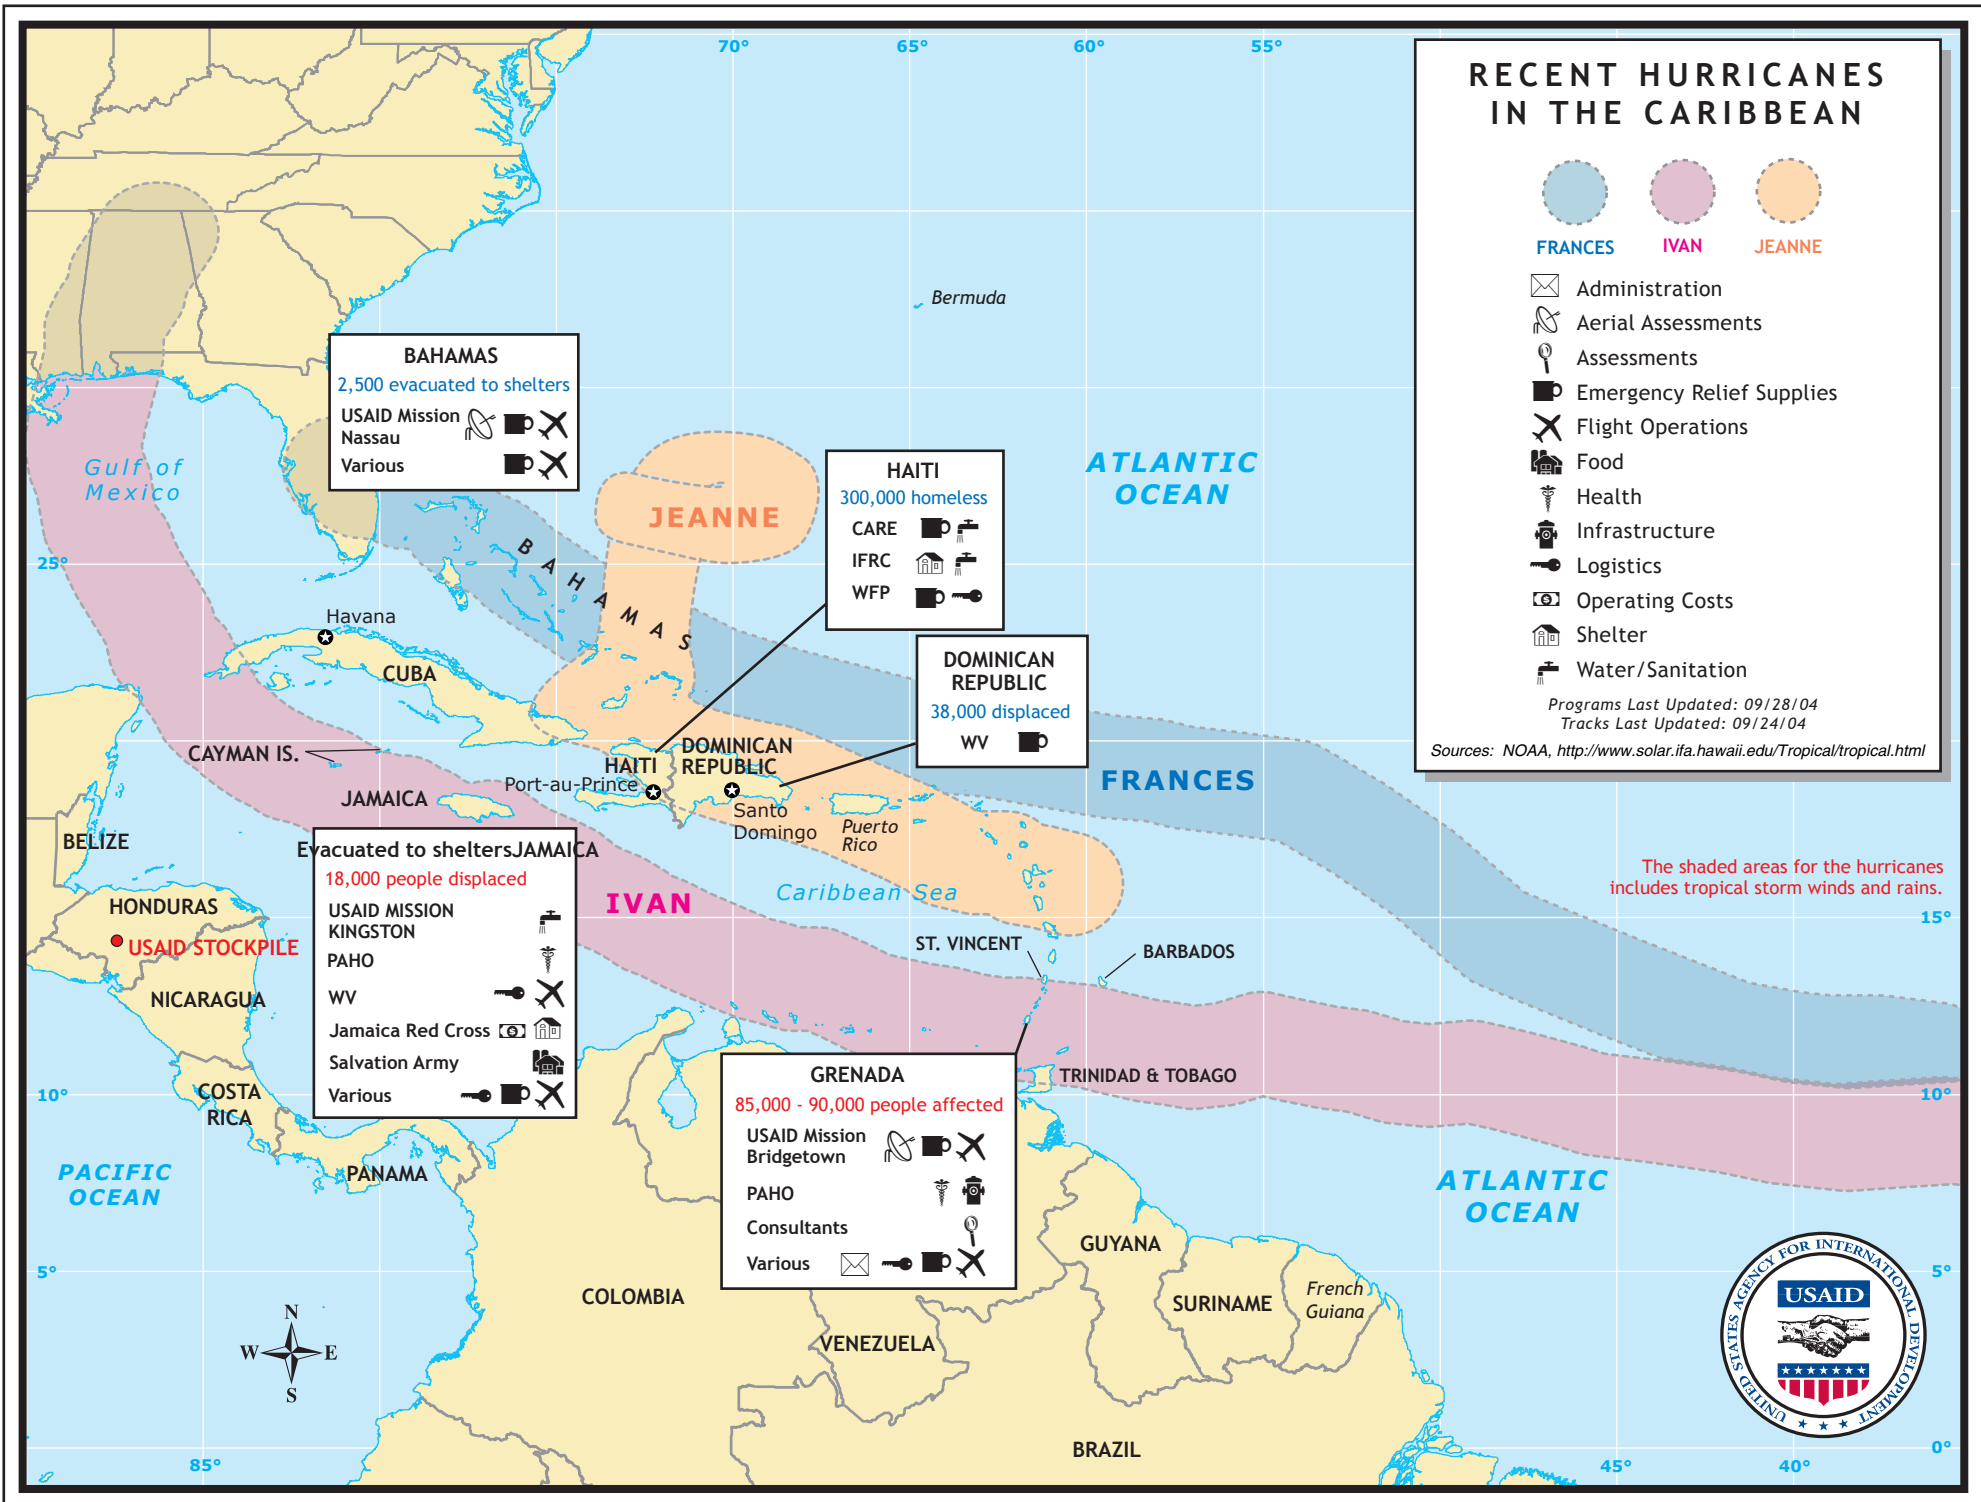 70°
65°
60°
55°
RECENT HURRICANES
IN THE CARIBBEAN
FRANCES
IVAN
JEANNE
Administration
Aerial Assessments
Assessments
Emergency Relief Supplies
Flight Operations
Food
Health
Infrastructure
Logistics
Operating Costs
Shelter
Water/Sanitation
Programs Last Updated: 09/28/04
Tracks Last Updated: 09/24/04
Sources: NOAA, http://www.solar.ifa.hawaii.edu/Tropical/tropical.html
Bermuda
BAHAMAS
2,500 evacuated to shelters
USAID Mission
Nassau
Various
Gulf of
Mexico
JEANNE
ATLANTIC
OCEAN
HAITI
300,000 homeless
CARE
IFRC
WFP
25°
BAHAMAS
Havana
CUBA
DOMINICAN
REPUBLIC
38,000 displaced
WV
CAYMAN IS.
HAITI
DOMINICAN
REPUBLIC
Port-au-Prince
Santo
Domingo
Puerto
Rico
FRANCES
JAMAICA
BELIZE
Evacuated to sheltersJAMAICA
18,000 people displaced
USAID MISSION
KINGSTON
PAHO
WV
Jamaica Red Cross
Salvation Army
Various
IVAN
Caribbean Sea
The shaded areas for the hurricanes
includes tropical storm winds and rains.
15°
HONDURAS
USAID STOCKPILE
NICARAGUA
ST. VINCENT
BARBADOS
COSTA
RICA
10°
GRENADA
85,000 - 90,000 people affected
USAID Mission
Bridgetown
PAHO
Consultants
Various
TRINIDAD & TOBAGO
10°
PACIFIC
OCEAN
PANAMA
ATLANTIC
OCEAN
GUYANA
SURINAME
French
Guiana
5°
5°
COLOMBIA
VENEZUELA
BRAZIL
N
W
E
S
UNITED STATES AGENCY FOR INTERNATIONAL DEVELOPMENT
USAID
0°
85°
45°
40°